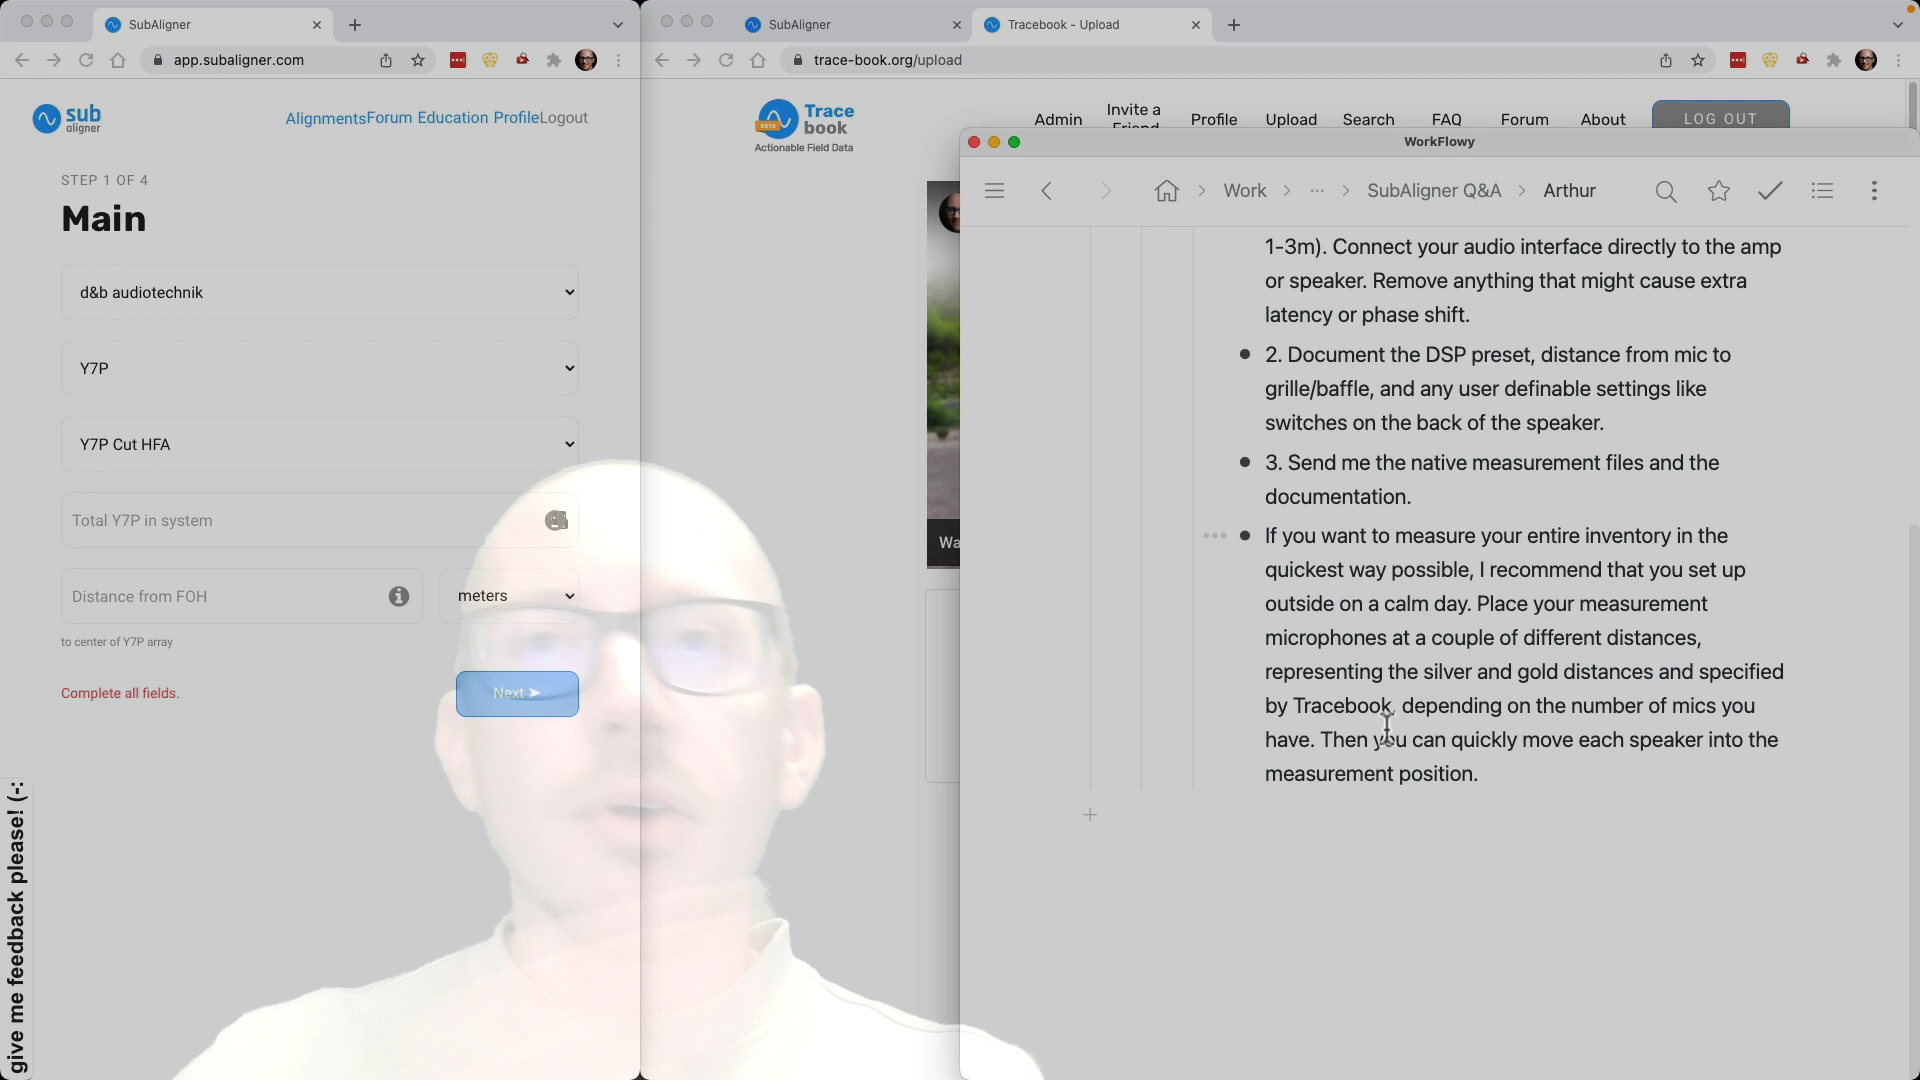 SubAligner
app.subaligner.com
sub
aligner
Alignments
Forum
Education
Profile
Logout
STEP 1 OF 4
Main
d&b audiotechnik
Y7P
Y7P Cut HFA
Total Y7P in system
Distance from FOH
meters
to center of Y7P array
Complete all fields.
Next ➤
give me feedback please! (-:
SubAligner
Tracebook - Upload
trace-book.org/upload
Trace
BETA
book
Actionable Field Data
Admin
Invite a
Friend
Profile
Upload
Search
FAQ
Forum
About
LOG OUT
Wa
WorkFlowy
Work > ... > SubAligner Q&A > Arthur
1-3m). Connect your audio interface directly to the amp
or speaker. Remove anything that might cause extra
latency or phase shift.
2. Document the DSP preset, distance from mic to
grille/baffle, and any user definable settings like
switches on the back of the speaker.
3. Send me the native measurement files and the
documentation.
If you want to measure your entire inventory in the
quickest way possible, I recommend that you set up
outside on a calm day. Place your measurement
microphones at a couple of different distances,
representing the silver and gold distances and specified
by Tracebook, depending on the number of mics you
have. Then you can quickly move each speaker into the
measurement position.